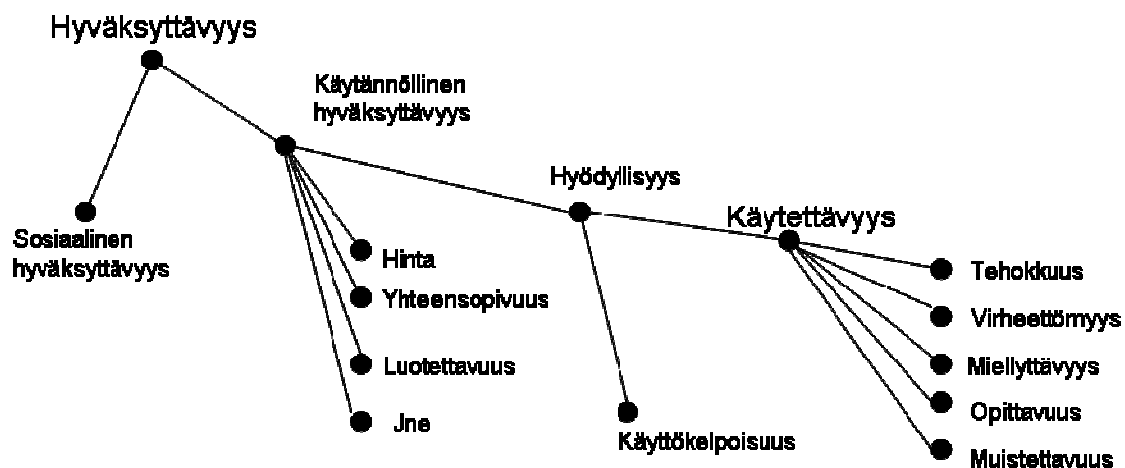 Hyväksyttävyys
Käytännöllinen
hyväksyttävyys
Hyödyllisyys
Käytettävyys
Sosiaalinen
hyväksyttävyys
Hinta
Yhteensopivuus
Luotettavuus
Jne
Käyttökelpoisuus
Tehokkuus
Virheettömyys
Miellyttävyys
Opittavuus
Muistettavuus